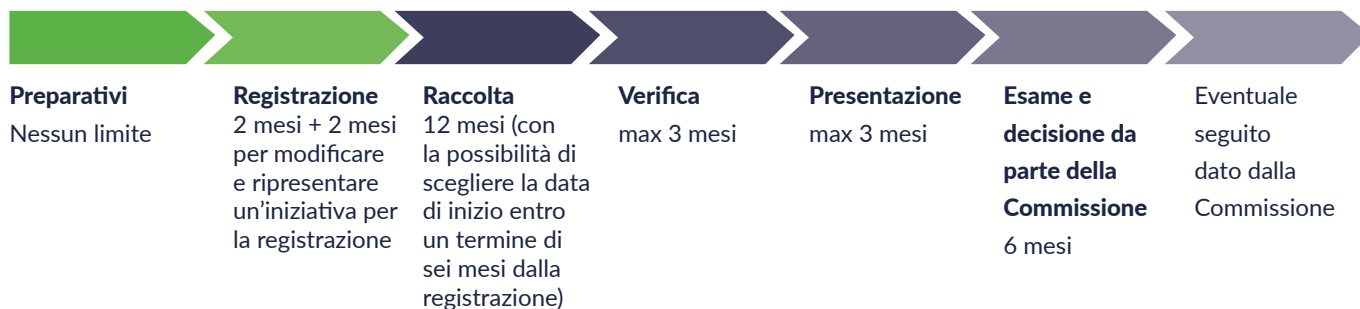 Preparativi
Nessun limite
Registrazione
2 mesi + 2 mesi
per modificare
e ripresentare
un’iniziativa per
la registrazione
Raccolta
12 mesi (con
la possibilità di
scegliere la data
di inizio entro
un termine di
sei mesi dalla
registrazione)
Verifica
max 3 mesi
Presentazione
max 3 mesi
Esame e
decisione da
parte della
Commissione
6 mesi
Eventuale
seguito
dato dalla
Commissione